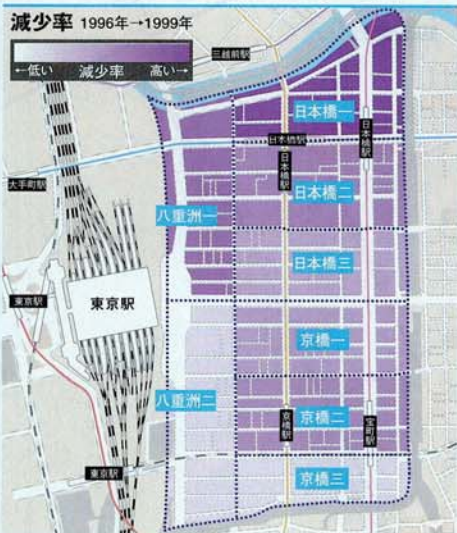 減少率 1996年→1999年
←低い 減少率 高い→
三越前駅
日本橋一
日本橋駅
日本橋駅
日本橋駅
大手町駅
日本橋二
八重洲一
日本橋三
東京駅
東京駅
京橋一
八重洲二
京橋二
京橋駅
宝町駅
東京駅
京橋三